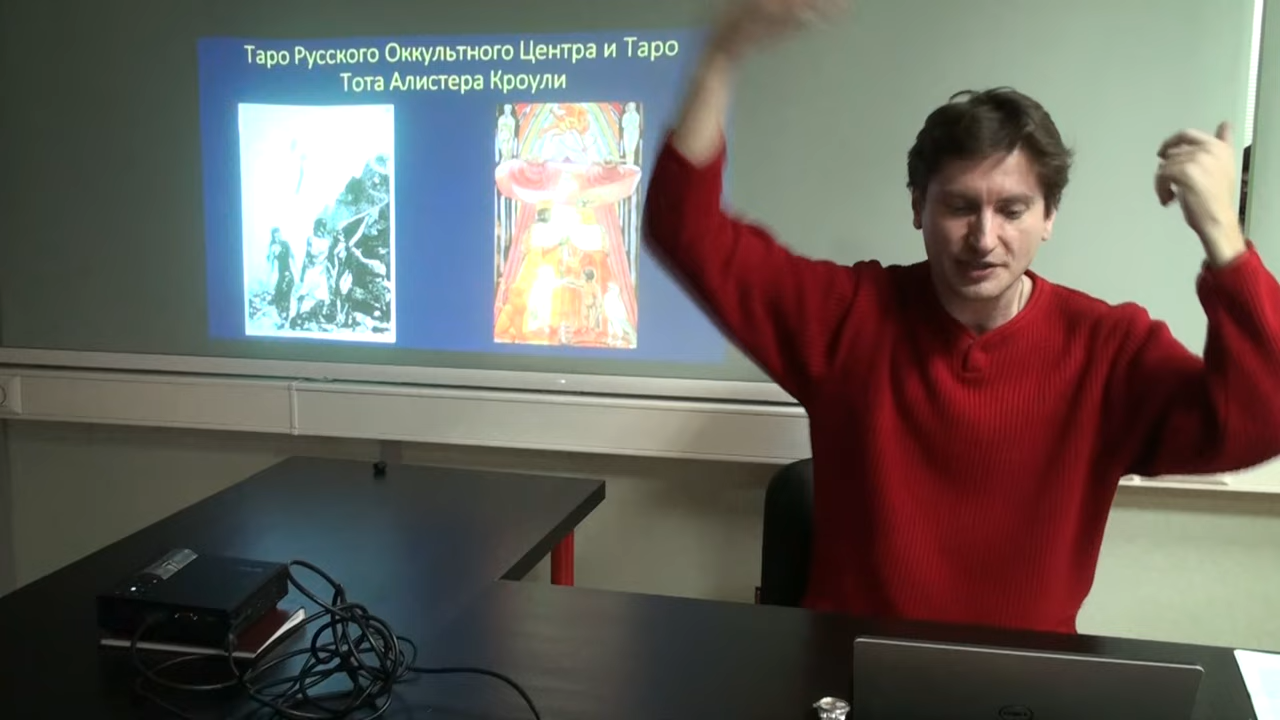 Таро Русского Оккультного Центра и Таро
Тота Алистера Кроули